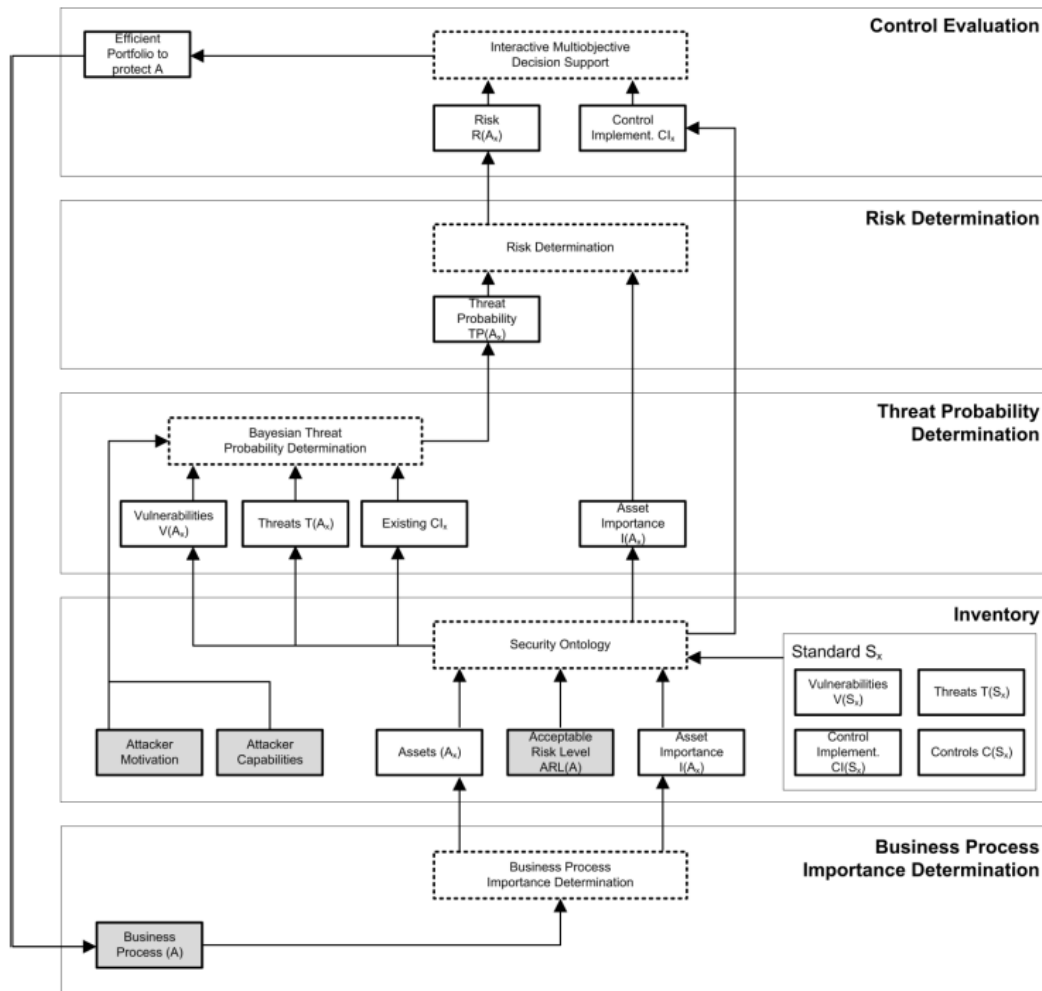 Control Evaluation
Efficient
Portfolio to
protect A
Interactive Multiobjective
Decision Support
Risk
R(Aₓ)
Control
Implement. CIₓ
Risk Determination
Risk Determination
Threat
Probability
TP(Aₓ)
Threat Probability
Determination
Bayesian Threat
Probability Determination
Vulnerabilities
V(Aₓ)
Threats T(Aₓ)
Existing CIₓ
Asset
Importance
I(Aₓ)
Inventory
Security Ontology
Standard Sₓ
Vulnerabilities
V(Sₓ)
Threats T(Sₓ)
Control
Implement.
CI(Sₓ)
Controls C(Sₓ)
Attacker
Motivation
Attacker
Capabilities
Assets (Aₓ)
Acceptable
Risk Level
ARL(A)
Asset
Importance
I(Aₓ)
Business Process
Importance Determination
Business Process
Importance Determination
Business
Process (A)